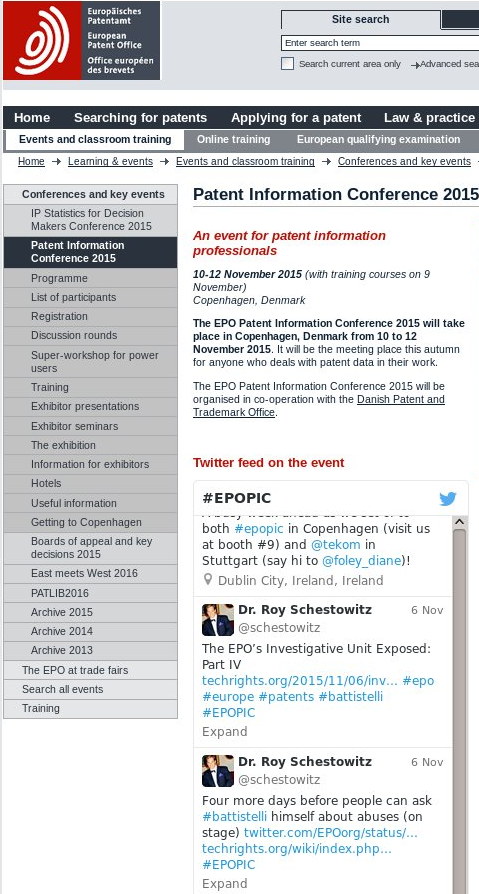 Europäisches
Patentamt
European
Patent Office
Office européen
des brevets
Site search
Enter search term
Search current area only
Advanced sea
Home Searching for patents Applying for a patent Law & practice
Events and classroom training Online training European qualifying examination
Home → Learning & events → Events and classroom training → Conferences and key events
Conferences and key events
IP Statistics for Decision
Makers Conference 2015
Patent Information
Conference 2015
Programme
List of participants
Registration
Discussion rounds
Super-workshop for power
users
Training
Exhibitor presentations
Exhibitor seminars
The exhibition
Information for exhibitors
Hotels
Useful information
Getting to Copenhagen
Boards of appeal and key
decisions 2015
East meets West 2016
PATLIB2016
Archive 2015
Archive 2014
Archive 2013
The EPO at trade fairs
Search all events
Training
Patent Information Conference 2015
An event for patent information
professionals
10-12 November 2015 (with training courses on 9
November)
Copenhagen, Denmark
The EPO Patent Information Conference 2015 will take
place in Copenhagen, Denmark from 10 to 12
November 2015. It will be the meeting place this autumn
for anyone who deals with patent data in their work.
The EPO Patent Information Conference 2015 will be
organised in co-operation with the Danish Patent and
Trademark Office.
Twitter feed on the event
#EPOPIC
A busy week ahead as we set of to
both #epopic in Copenhagen (visit us
at booth #9) and @tekom in
Stuttgart (say hi to @foley_diane)!
Dublin City, Ireland, Ireland
Dr. Roy Schestowitz 6 Nov
@schestowitz
The EPO's Investigative Unit Exposed:
Part IV
techrights.org/2015/11/06/inv… #epo
#europe #patents #battistelli
#EPOPIC
Expand
Dr. Roy Schestowitz 6 Nov
@schestowitz
Four more days before people can ask
#battistelli himself about abuses (on
stage) twitter.com/EPOorg/status/…
techrights.org/wiki/index.php…
#EPOPIC
Expand